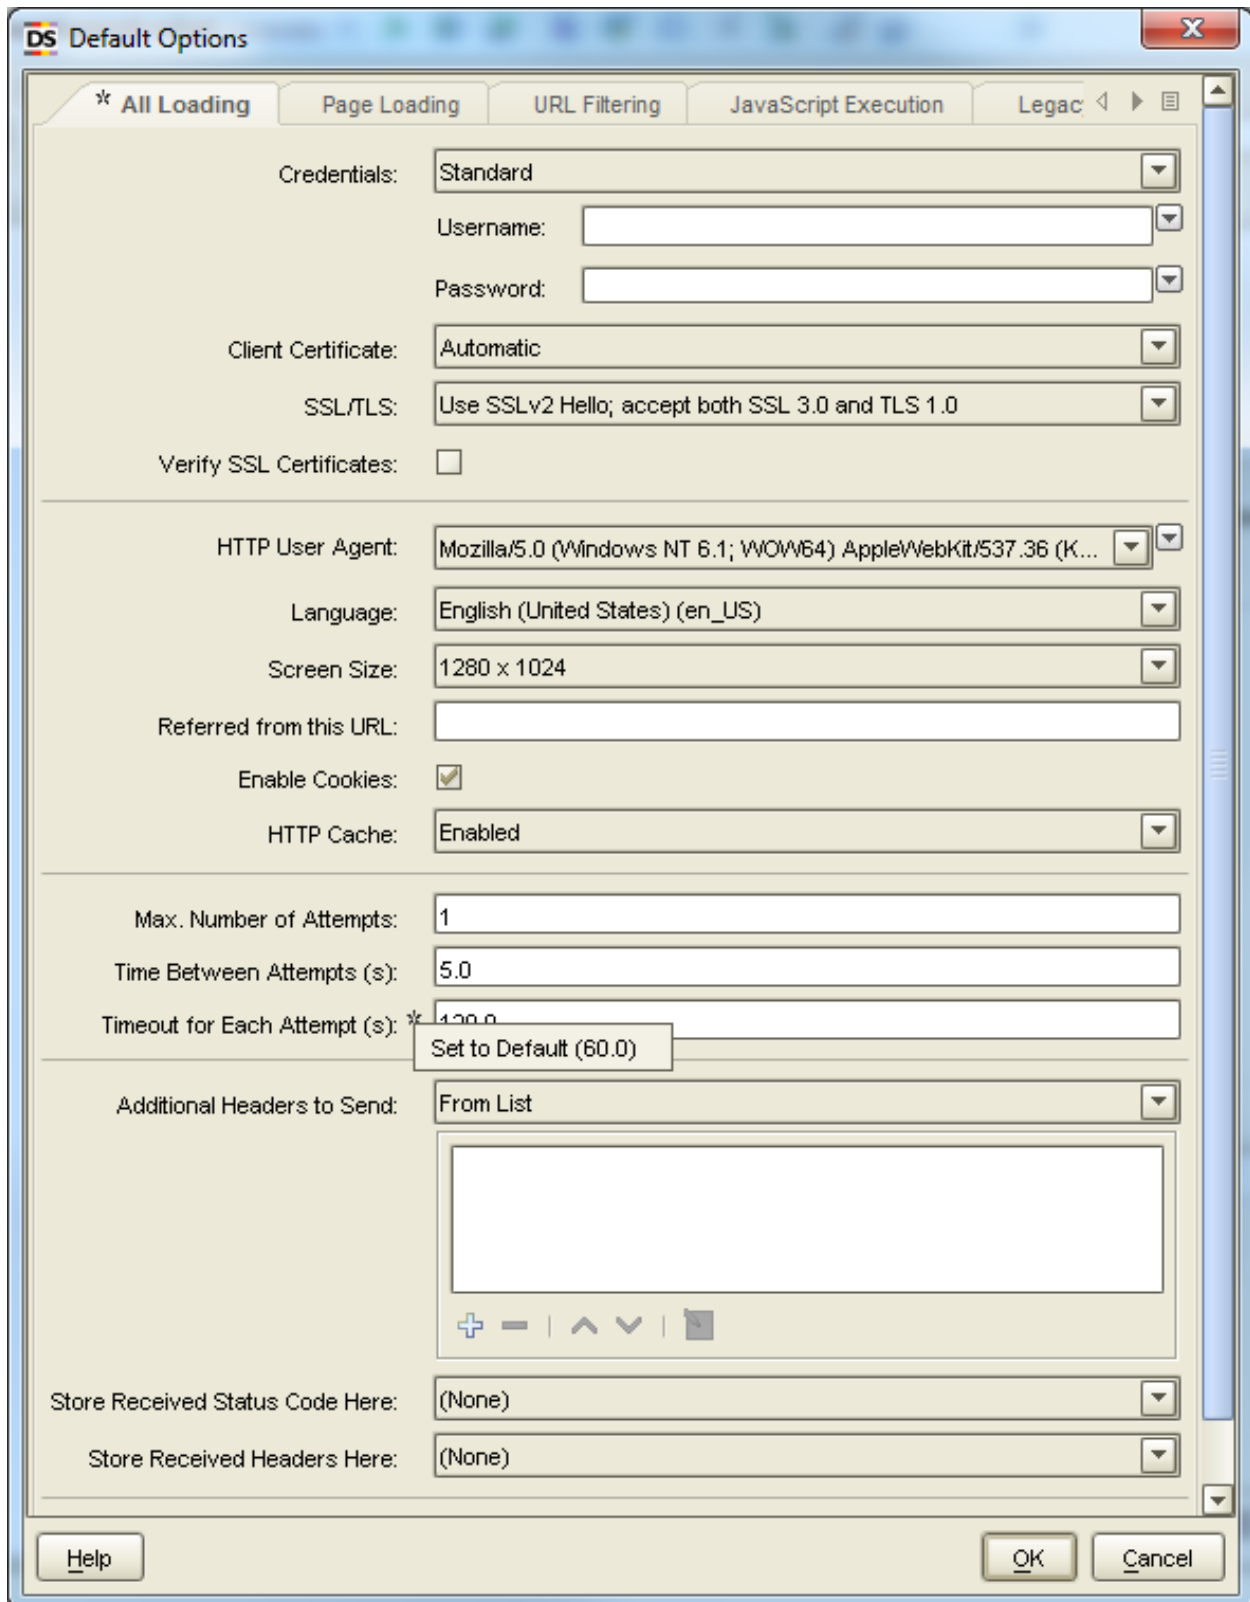 DS Default Options
* All Loading Page Loading URL Filtering JavaScript Execution Legac
Credentials: Standard
Username:
Password:
Client Certificate: Automatic
SSL/TLS: Use SSLv2 Hello; accept both SSL 3.0 and TLS 1.0
Verify SSL Certificates:
HTTP User Agent: Mozilla/5.0 (Windows NT 6.1; WOW64) AppleWebKit/537.36 (K...
Language: English (United States) (en_US)
Screen Size: 1280 x 1024
Referred from this URL:
Enable Cookies:
HTTP Cache: Enabled
Max. Number of Attempts: 1
Time Between Attempts (s): 5.0
Timeout for Each Attempt (s): * 120.0
Set to Default (60.0)
Additional Headers to Send: From List
Store Received Status Code Here: (None)
Store Received Headers Here: (None)
Help OK Cancel